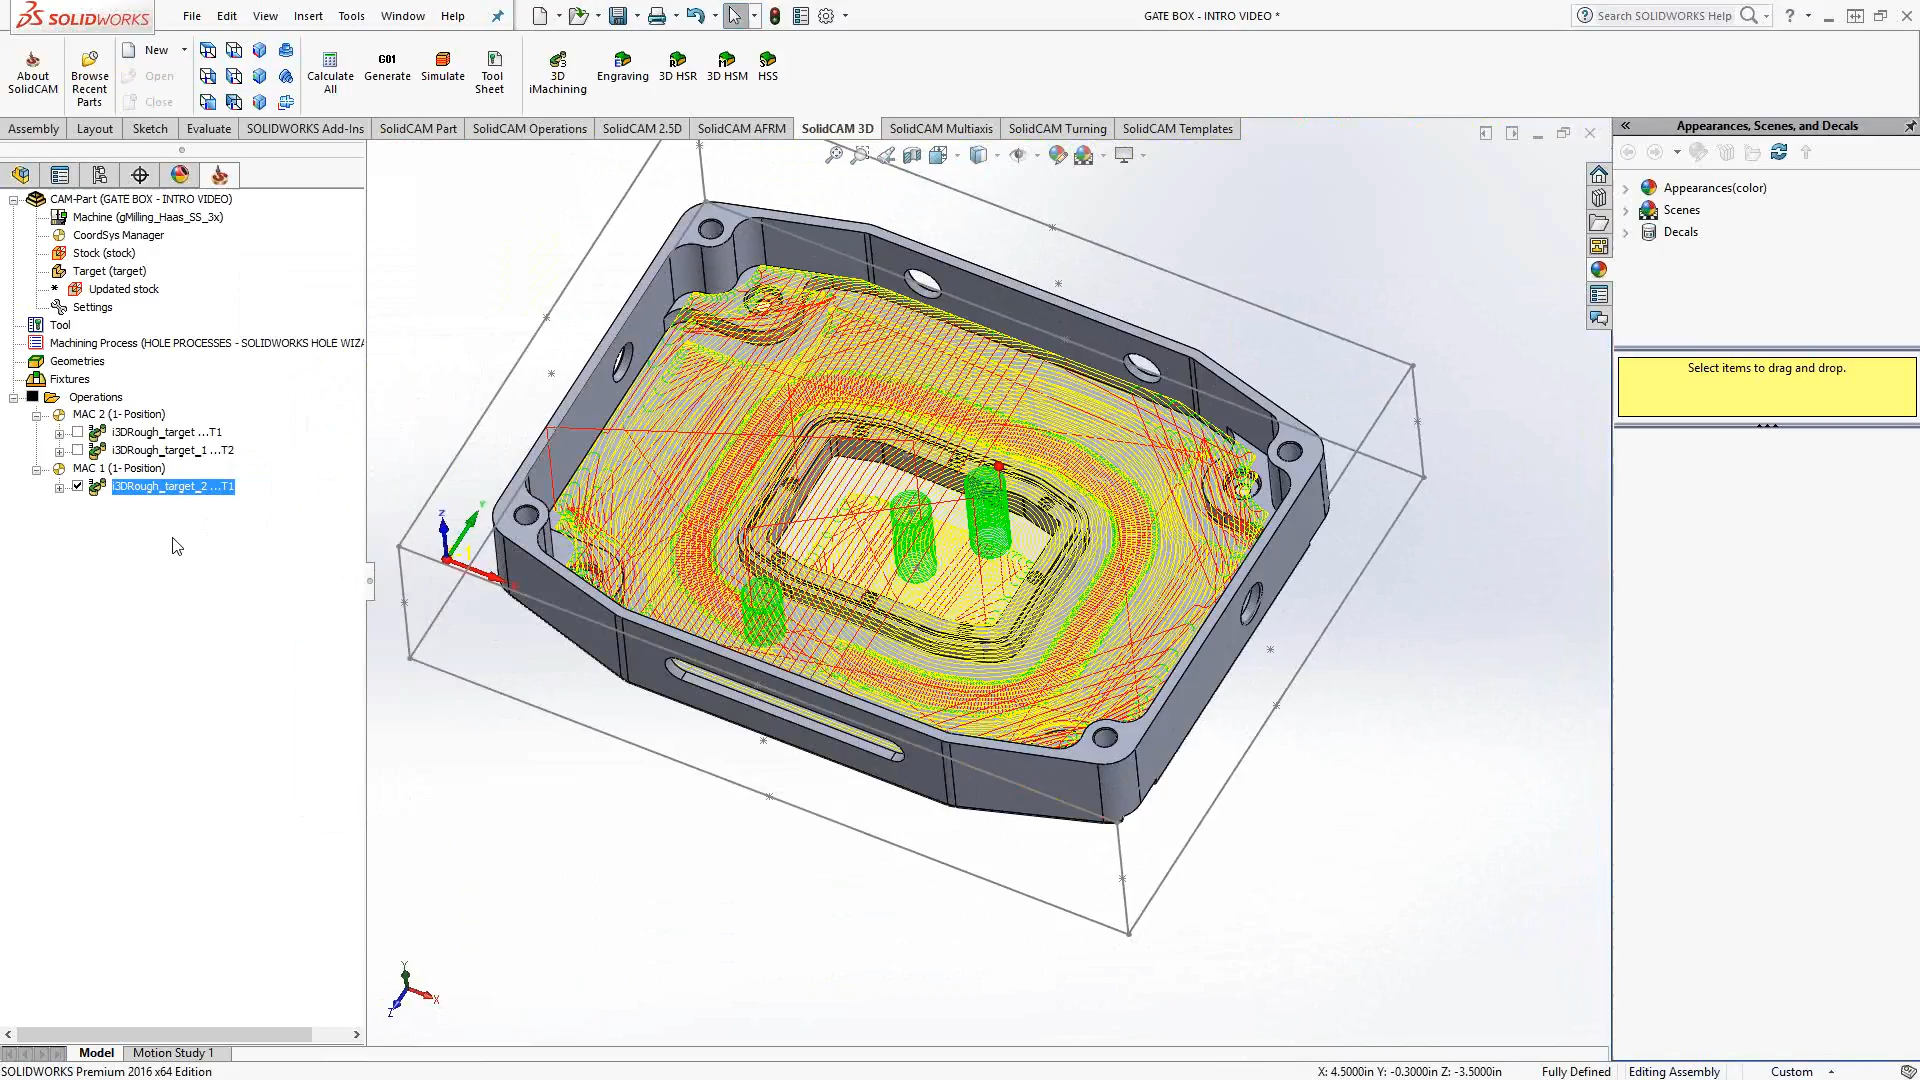 SOLIDWORKS
File Edit View Insert Tools Window Help
GATE BOX - INTRO VIDEO *
Search SOLIDWORKS Help
About SolidCAM
Browse Recent Parts
New
Open
Close
Calculate All
G01
Generate
Simulate
Tool Sheet
3D iMachining
Engraving
3D HSR
3D HSM
HSS
Assembly Layout Sketch Evaluate SOLIDWORKS Add-Ins SolidCAM Part SolidCAM Operations SolidCAM 2.5D SolidCAM AFRM SolidCAM 3D SolidCAM Multiaxis SolidCAM Turning SolidCAM Templates
CAM-Part (GATE BOX - INTRO VIDEO)
Machine (gMilling_Haas_SS_3x)
CoordSys Manager
Stock (stock)
Target (target)
* Updated stock
Settings
Tool
Machining Process (HOLE PROCESSES - SOLIDWORKS HOLE WIZA
Geometries
Fixtures
Operations
MAC 2 (1- Position)
i3DRough_target ...T1
i3DRough_target_1 ...T2
MAC 1 (1- Position)
i3DRough_target_2 ...T1
Z
Y
X
Z
Appearances, Scenes, and Decals
Appearances(color)
Scenes
Decals
Select items to drag and drop.
Model Motion Study 1
SOLIDWORKS Premium 2016 x64 Edition
X: 4.5000in Y: -0.3000in Z: -3.5000in Fully Defined Editing Assembly Custom